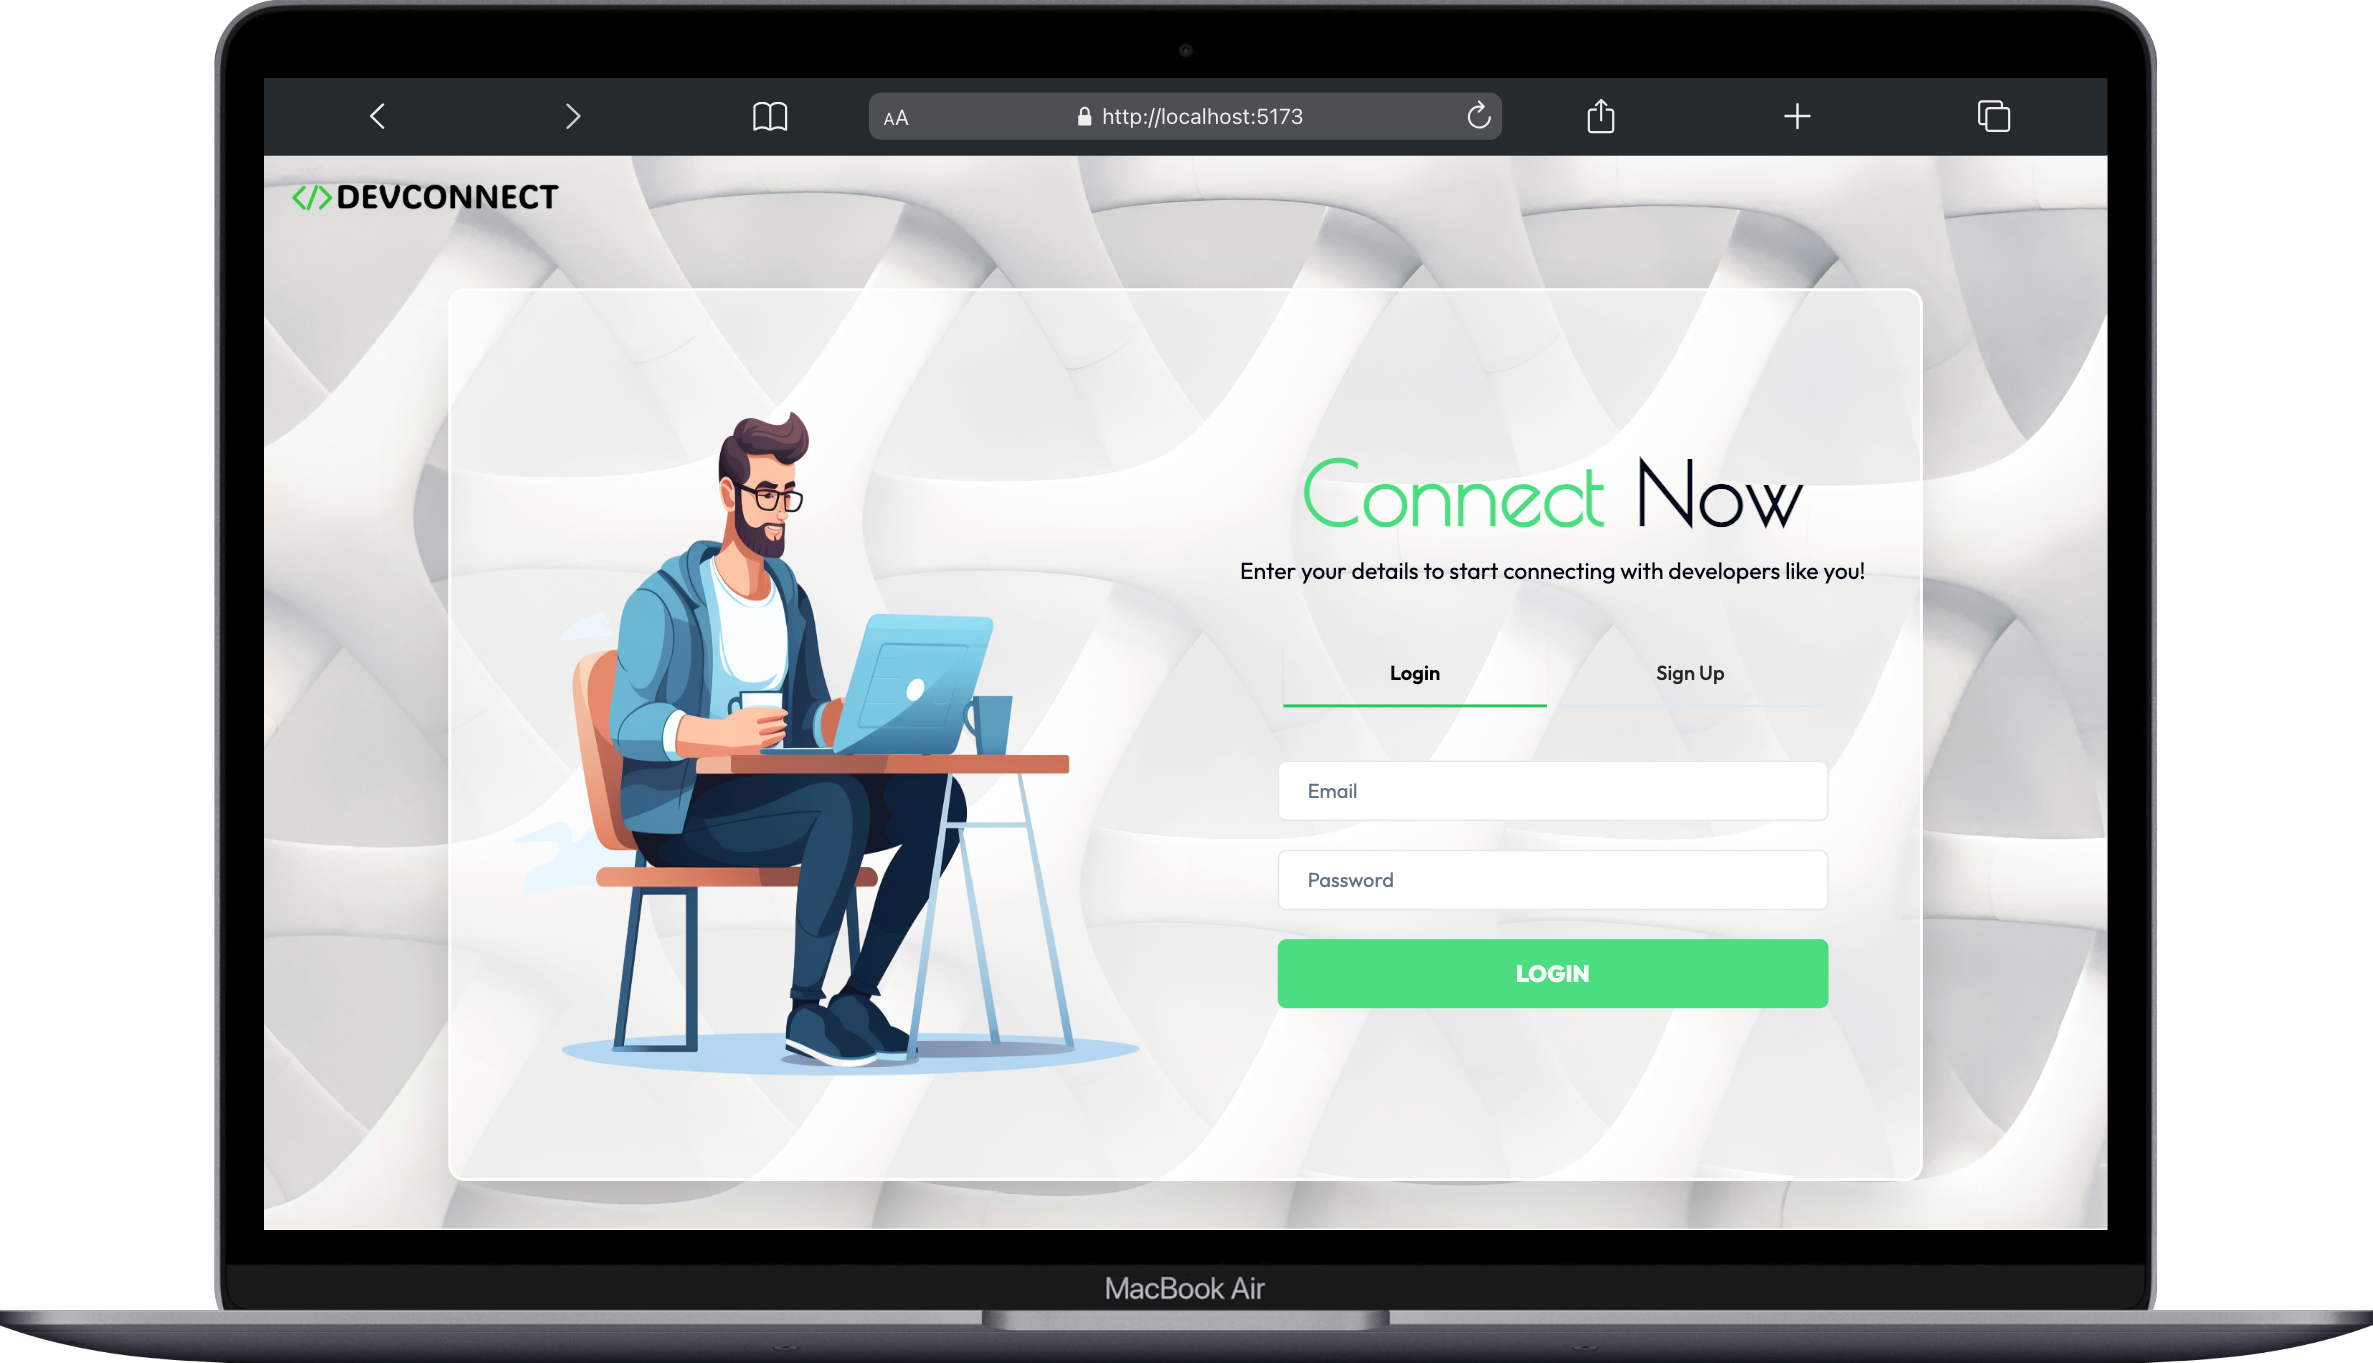 AA http://localhost:5173
</>DEVCONNECT
Connect Now
Enter your details to start connecting with developers like you!
Login Sign Up
Email
Password
LOGIN
MacBook Air